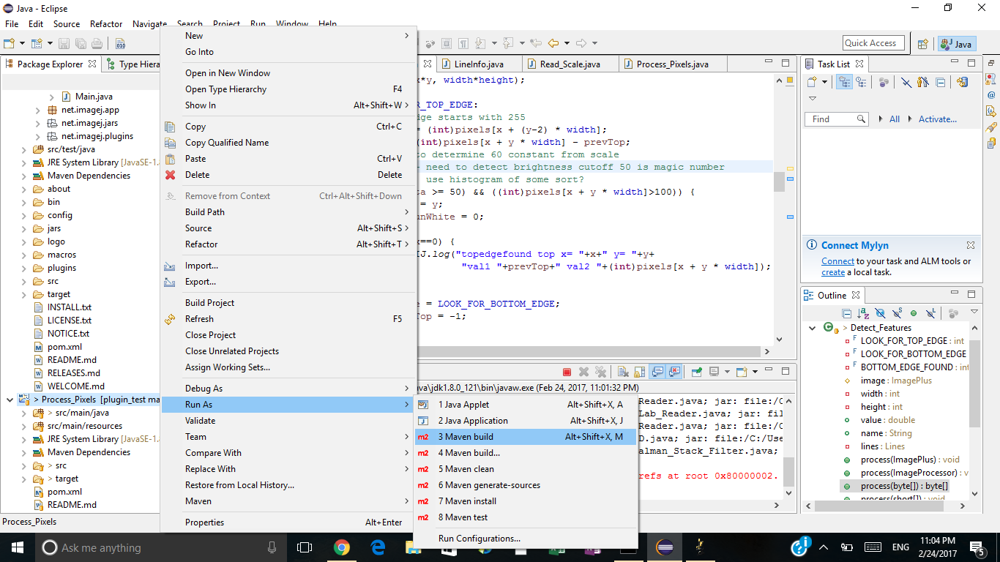 Java - Eclipse
File Edit Source Refactor Navigate Search Project Run Window Help
Quick Access
Java
Package Explorer
Type Hiera
Main.java
net.imagej.app
net.imagej.jars
net.imagej.plugins
src/test/java
JRE System Library [JavaSE-1.
Maven Dependencies
about
bin
config
jars
logo
macros
plugins
src
target
INSTALL.txt
LICENSE.txt
NOTICE.txt
pom.xml
README.md
RELEASES.md
WELCOME.md
> Process_Pixels [plugin_test ma
> src/main/java
src/main/resources
JRE System Library [JavaSE-1.
Maven Dependencies
> src
> target
pom.xml
README.md
Process_Pixels
New
Go Into
Open in New Window
Open Type Hierarchy F4
Show In Alt+Shift+W >
Copy Ctrl+C
Copy Qualified Name
Paste Ctrl+V
Delete Delete
Remove from Context Ctrl+Alt+Shift+Down
Build Path
Source Alt+Shift+S >
Refactor Alt+Shift+T >
Import...
Export...
Build Project
Refresh F5
Close Project
Close Unrelated Projects
Assign Working Sets...
Debug As
Run As
Validate
Team
Compare With
Replace With
Restore from Local History...
Maven
Properties Alt+Enter
1 Java Applet Alt+Shift+X, A
2 Java Application Alt+Shift+X, J
m2 3 Maven build Alt+Shift+X, M
m2 4 Maven build...
m2 5 Maven clean
m2 6 Maven generate-sources
m2 7 Maven install
m2 8 Maven test
Run Configurations...
LineInfo.java
Read_Scale.java
Process_Pixels.java
x*y, width*height);
R_TOP_EDGE:
dge starts with 255
= (int)pixels[x + (y-2) * width];
(int)pixels[x + y * width] - prevTop;
to determine 60 constant from scale
need to detect brightness cutoff 50 is magic number
use histogram of some sort?
ta >= 50) && ((int)pixels[x + y * width]>100)) {
= y;
unWhite = 0;
x==0) {
IJ.log("topedgefound top x= "+x+" y= "+y+
"val1 "+prevTop+" val2 "+(int)pixels[x + y * width]);
e = LOOK_FOR_BOTTOM_EDGE;
Top = -1;
ava\jdk1.8.0_121\bin\javaw.exe (Feb 24, 2017, 11:01:32 PM)
Reader.java; jar: file:/C
Lab_Reader.java; jar: fil
Reader.java; jar: file:/C
D.java; jar: file:/C:/Use
alman_Stack_Filter.java;
refs at root 0x80000002.
Task List
Find
All
Activate...
Connect Mylyn
Connect to your task and ALM tools or
create a local task.
Outline
> Detect_Features
LOOK_FOR_TOP_EDGE : int
LOOK_FOR_BOTTOM_EDGE
BOTTOM_EDGE_FOUND : int
image : ImagePlus
width : int
height : int
value : double
name : String
lines : Lines
process(ImagePlus) : void
process(ImageProcessor) : v
process(byte[]) : byte[]
process(short[]) : void
Ask me anything
ENG
11:04 PM
2/24/2017
5